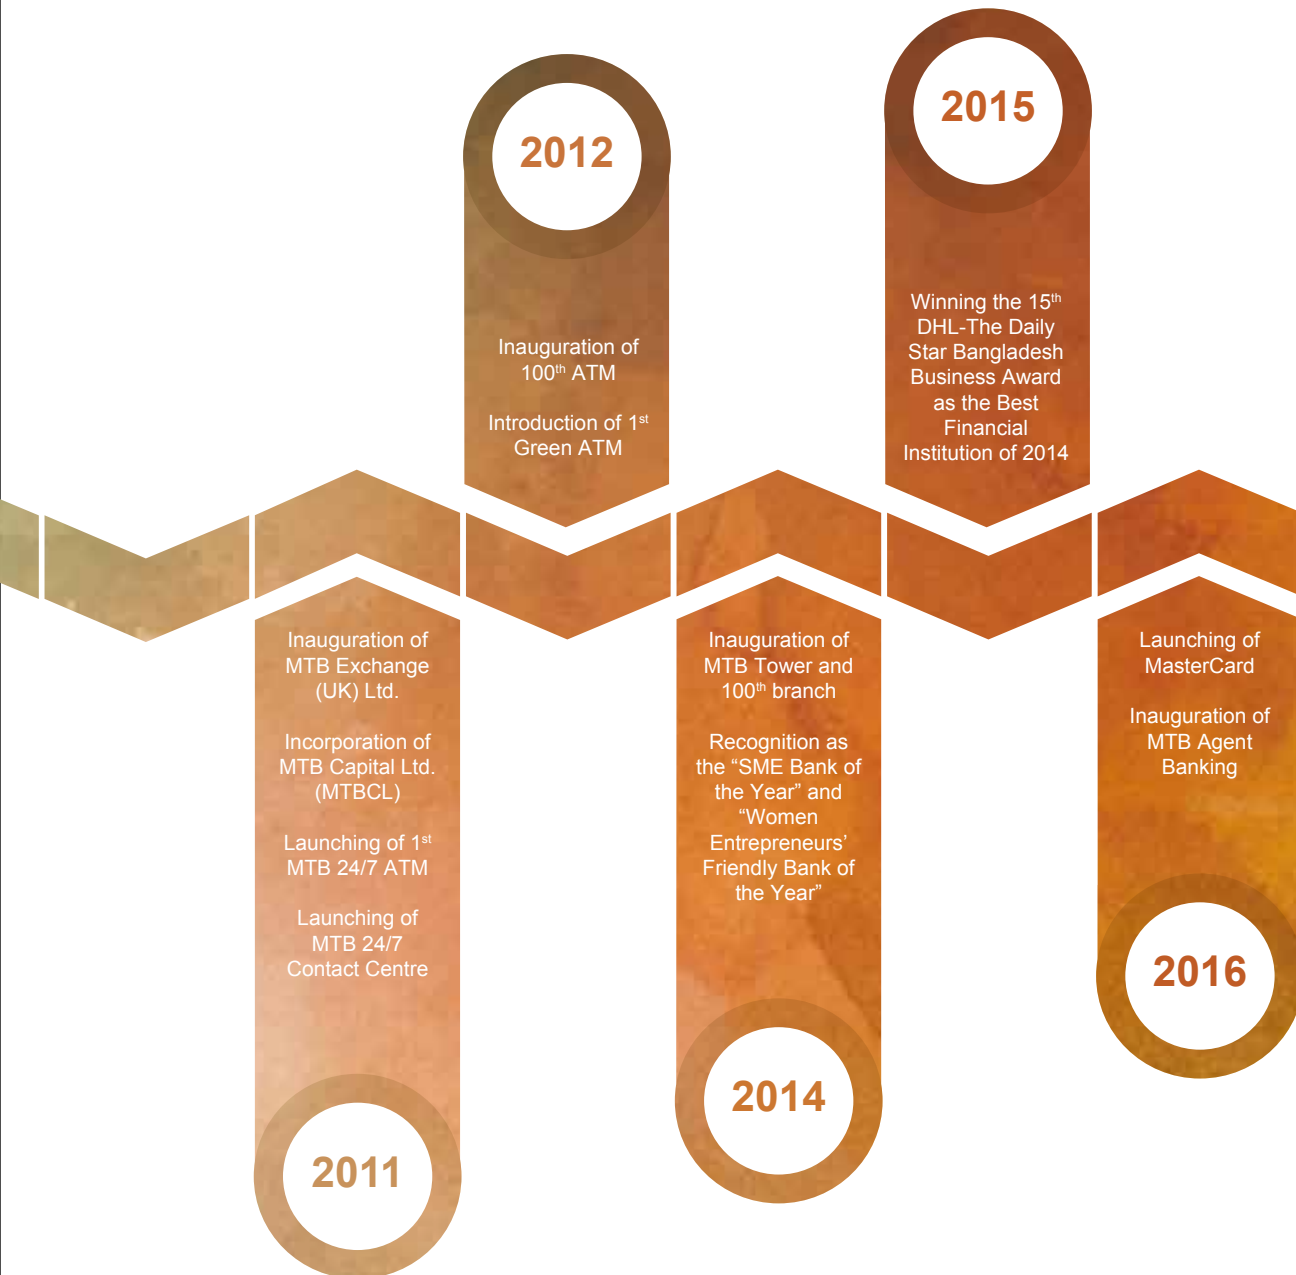 2012
Inauguration of
100th ATM
Introduction of 1st
Green ATM
2015
Winning the 15th
DHL-The Daily
Star Bangladesh
Business Award
as the Best
Financial
Institution of 2014
Inauguration of
MTB Exchange
(UK) Ltd.
Incorporation of
MTB Capital Ltd.
(MTBCL)
Launching of 1st
MTB 24/7 ATM
Launching of
MTB 24/7
Contact Centre
2011
Inauguration of
MTB Tower and
100th branch
Recognition as
the “SME Bank of
the Year” and
“Women
Entrepreneurs’
Friendly Bank of
the Year”
2014
Launching of
MasterCard
Inauguration of
MTB Agent
Banking
2016